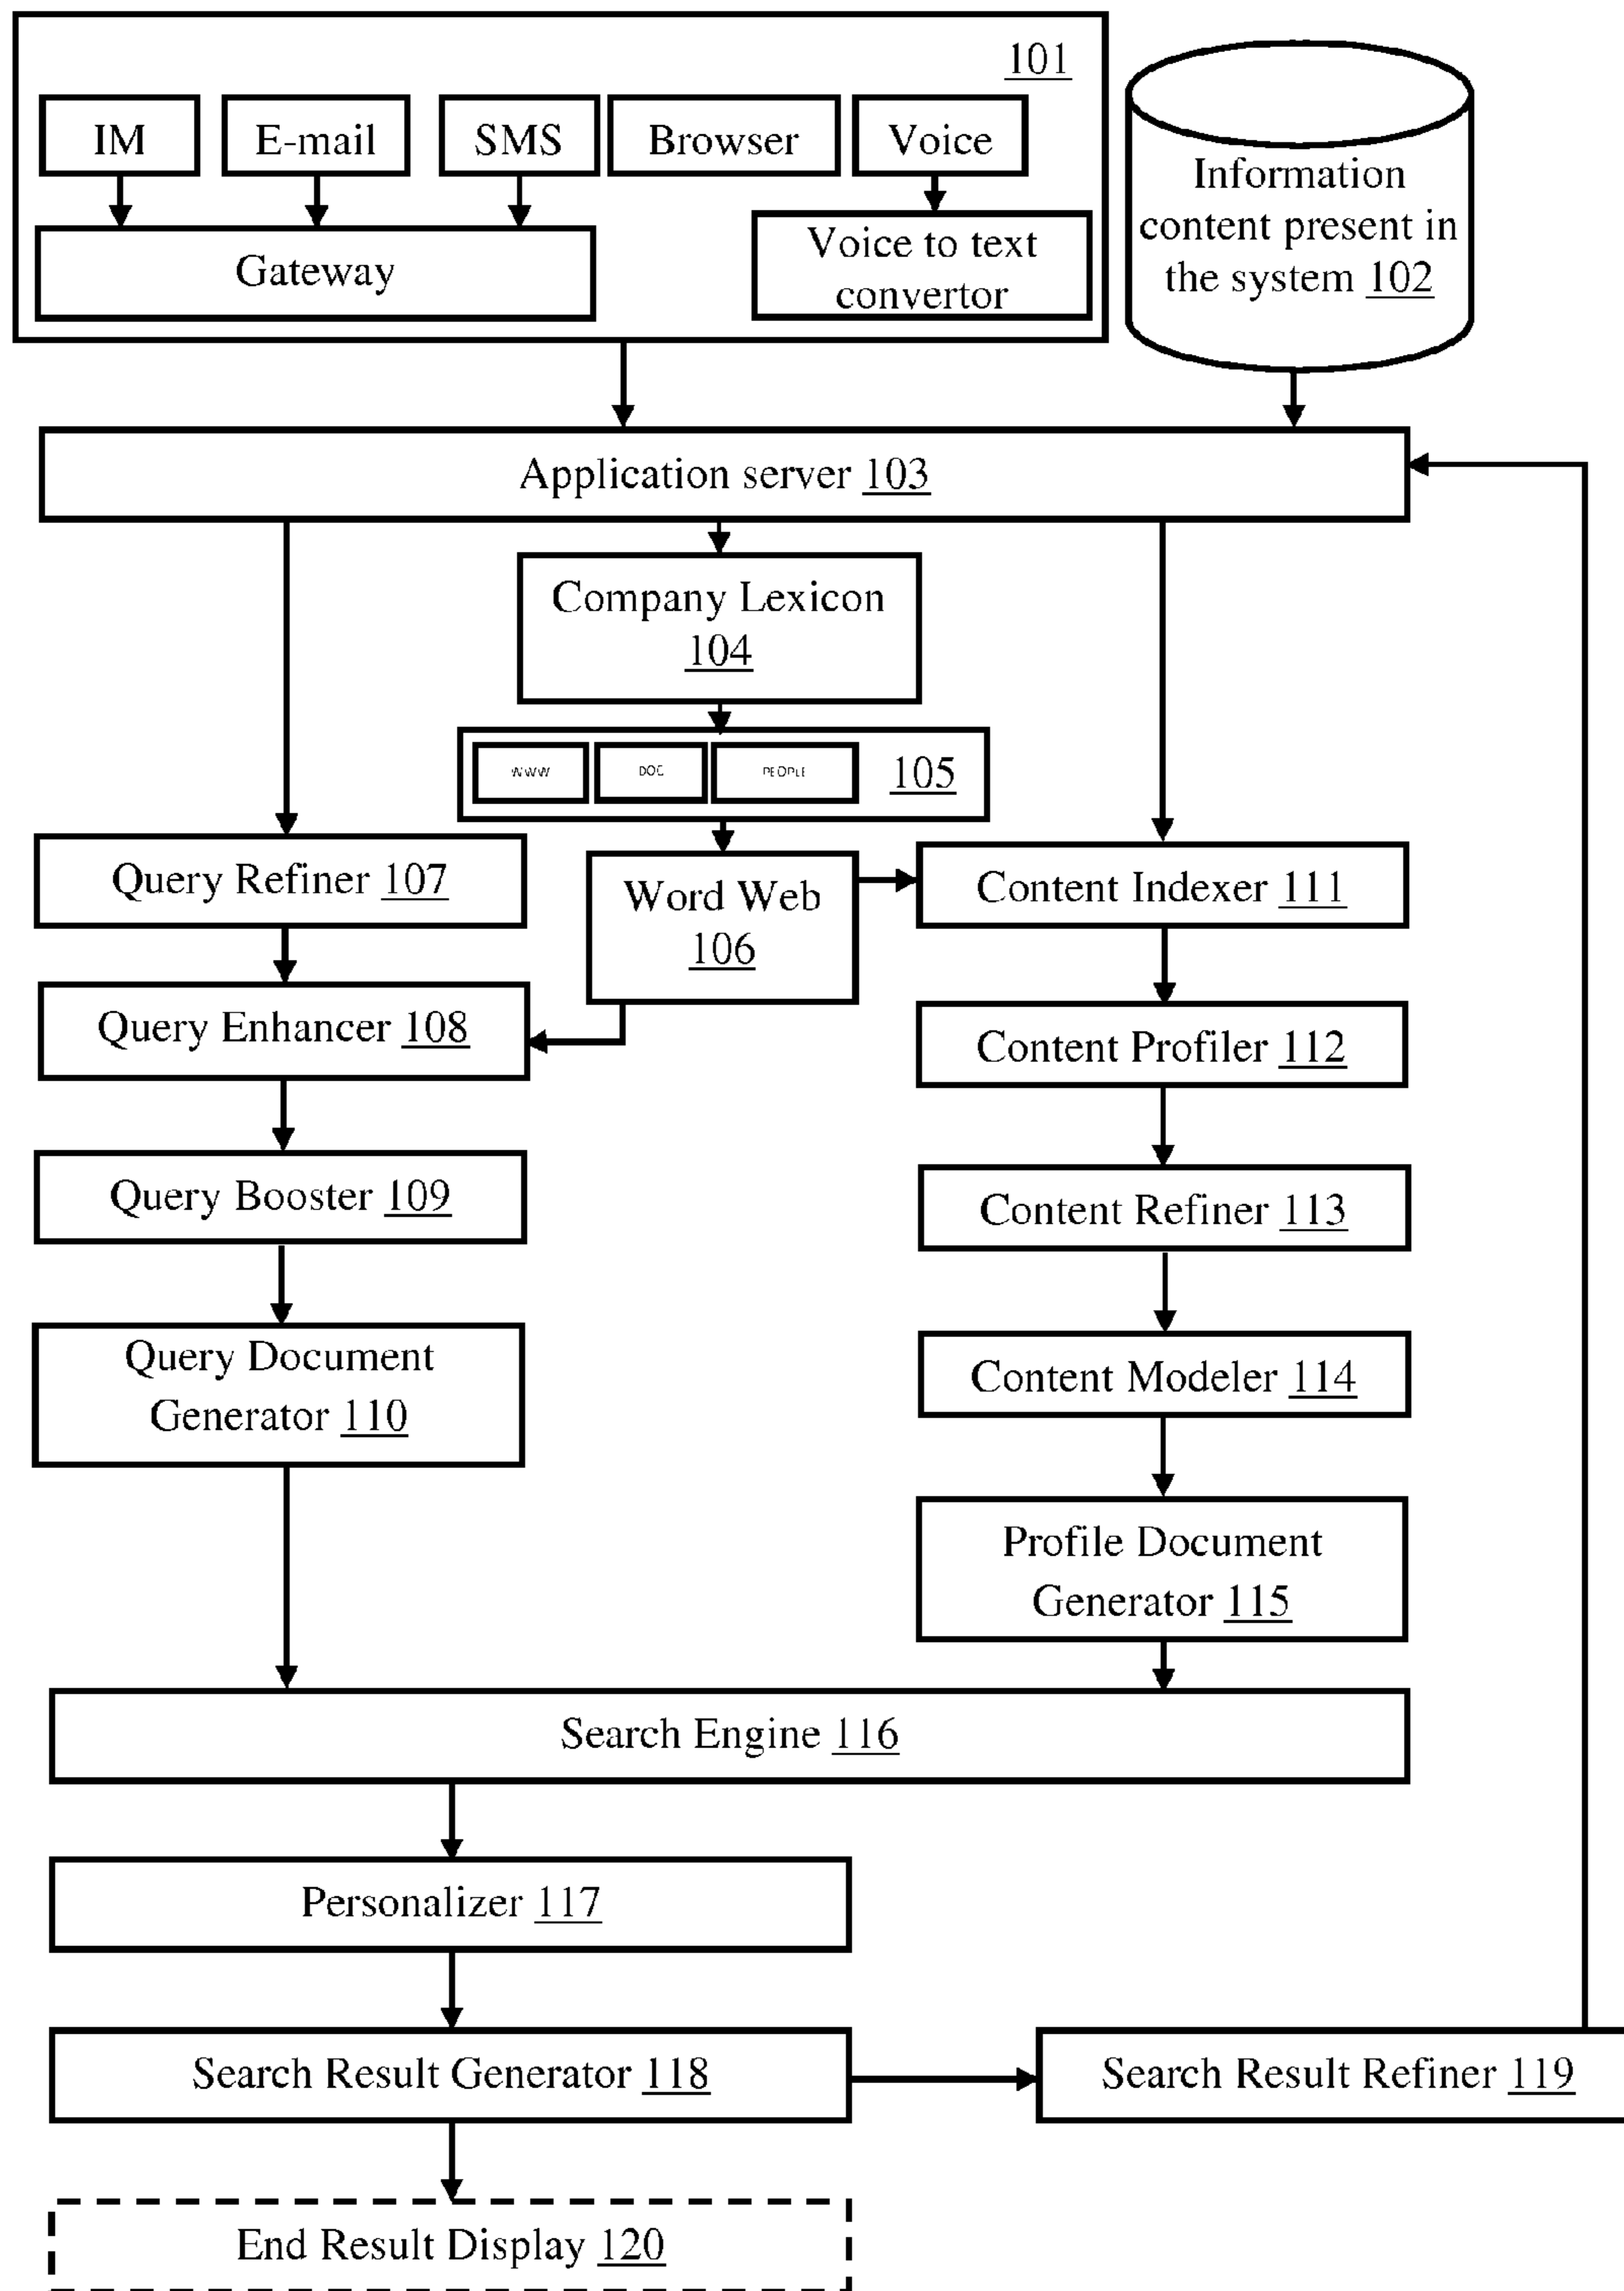 101
IM
E-mail
SMS
Browser
Voice
Gateway
Voice to text
convertor
Information
content present in
the system 102
Application server 103
Company Lexicon
104
WWW
DOC
PEOPLE
105
Query Refiner 107
Word Web
106
Content Indexer 111
Query Enhancer 108
Content Profiler 112
Query Booster 109
Content Refiner 113
Query Document
Generator 110
Content Modeler 114
Profile Document
Generator 115
Search Engine 116
Personalizer 117
Search Result Generator 118
Search Result Refiner 119
End Result Display 120